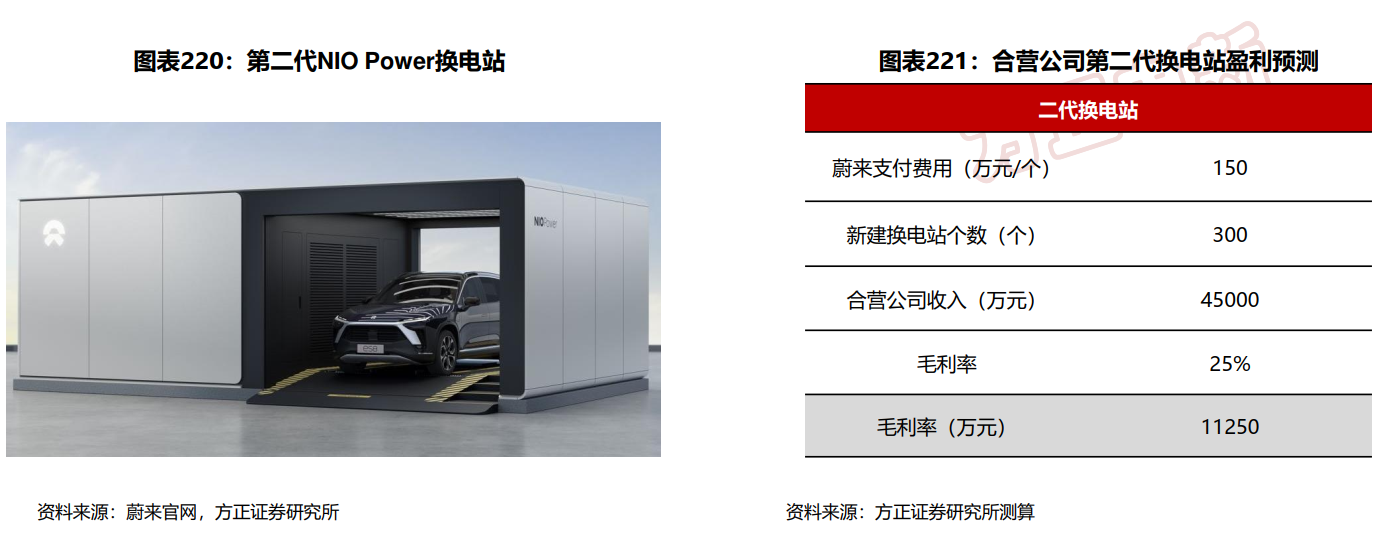 图表220：第二代NIO Power换电站
NIOPower
es8
资料来源：蔚来官网，方正证券研究所
图表221：合营公司第二代换电站盈利预测
二代换电站
蔚来支付费用（万元/个） 150
新建换电站个数（个） 300
合营公司收入（万元） 45000
毛利率 25%
毛利率（万元） 11250
资料来源：方正证券研究所测算